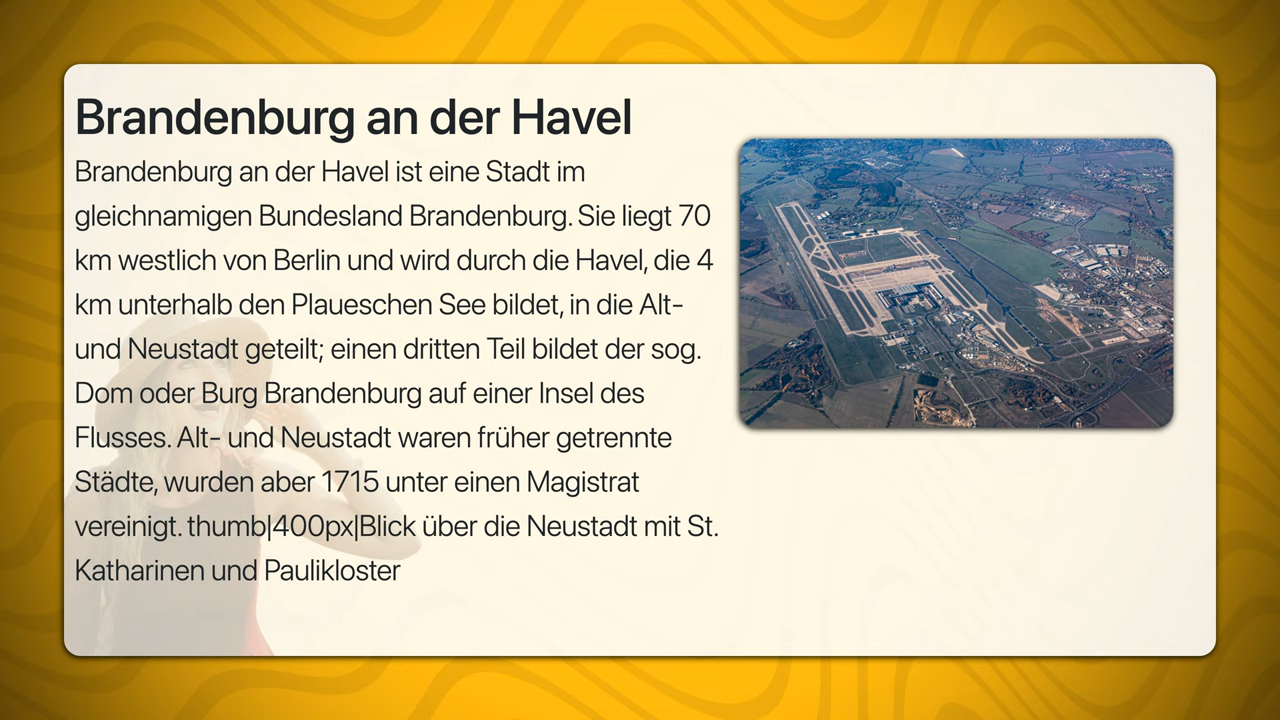 Brandenburg an der Havel
Brandenburg an der Havel ist eine Stadt im
gleichnamigen Bundesland Brandenburg. Sie liegt 70
km westlich von Berlin und wird durch die Havel, die 4
km unterhalb den Plaueschen See bildet, in die Alt-
und Neustadt geteilt; einen dritten Teil bildet der sog.
Dom oder Burg Brandenburg auf einer Insel des
Flusses. Alt- und Neustadt waren früher getrennte
Städte, wurden aber 1715 unter einen Magistrat
vereinigt. thumb|400px|Blick über die Neustadt mit St.
Katharinen und Paulikloster